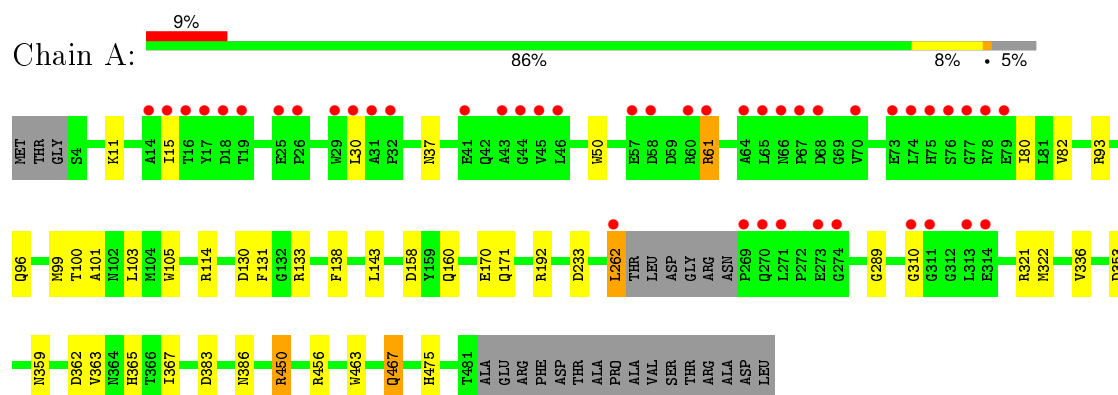 9%
Chain A:
86% 8% • 5%
MET THR GLY S4 K11 A14 I15 T16 Y17 D18 T19 E25 P26 W29 L30 A31 P32 N37 E41 Q42 A43 G44 V45 L46 W50 E57 D58 D59 R60 R61 A64 L65 N66 P67 D68 G69 V70 E73 L74 H75 S76 G77 R78 E79 I80 L81 V82 R93
Q96 M99 T100 A101 N102 L103 M104 W105 R114 D130 F131 G132 R133 F138 L143 D158 Y159 Q160 E170 Q171 R192 D233 L262 THR LEU ASP GLY ARG ASN P269 Q270 L271 P272 E273 G274 G289 G310 G311 G312 L313 E314 R321 M322 V336 D353
N359 D362 V363 N364 H365 T366 I367 D383 N386 R450 R456 W463 Q467 H475 T481 ALA GLU ARG PHE ASP THR ALA PRO ALA VAL SER THR ARG ALA ASP LEU